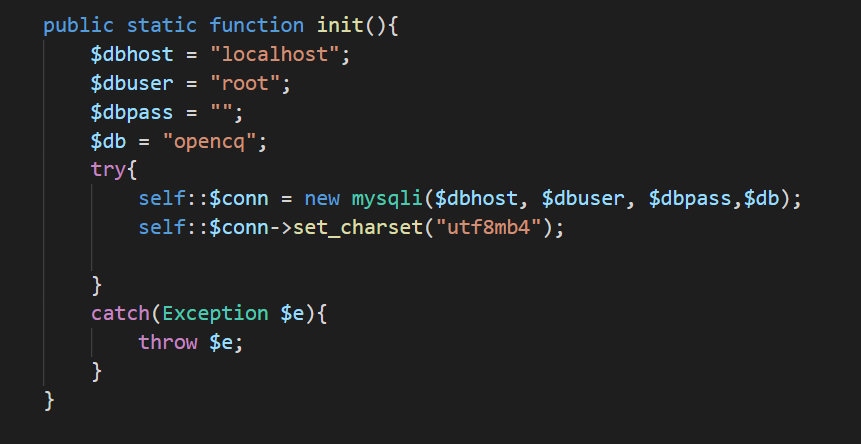 public static function init(){
    $dbhost = "localhost";
    $dbuser = "root";
    $dbpass = "";
    $db = "opencq";
    try{
        self::$conn = new mysqli($dbhost, $dbuser, $dbpass,$db);
        self::$conn->set_charset("utf8mb4");

    }
    catch(Exception $e){
        throw $e;
    }
}